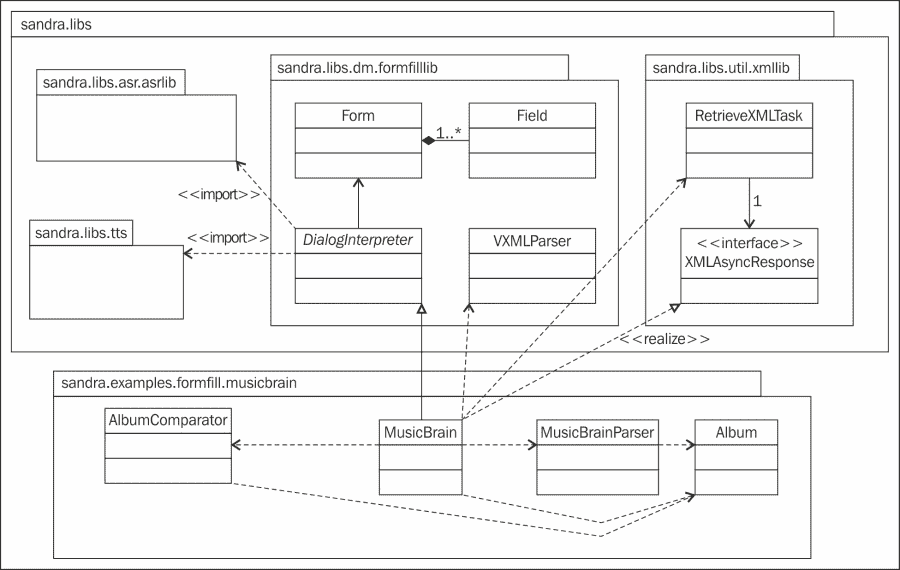 sandra.libs
sandra.libs.asr.asrlib
sandra.libs.dm.formfilllib
sandra.libs.util.xmllib
Form
Field
RetrieveXMLTask
1..*
<<import>>
1
sandra.libs.tts
<<import>>
DialogInterpreter
VXMLParser
<<interface>>
XMLAsyncResponse
<<realize>>
sandra.examples.formfill.musicbrain
AlbumComparator
MusicBrain
MusicBrainParser
Album